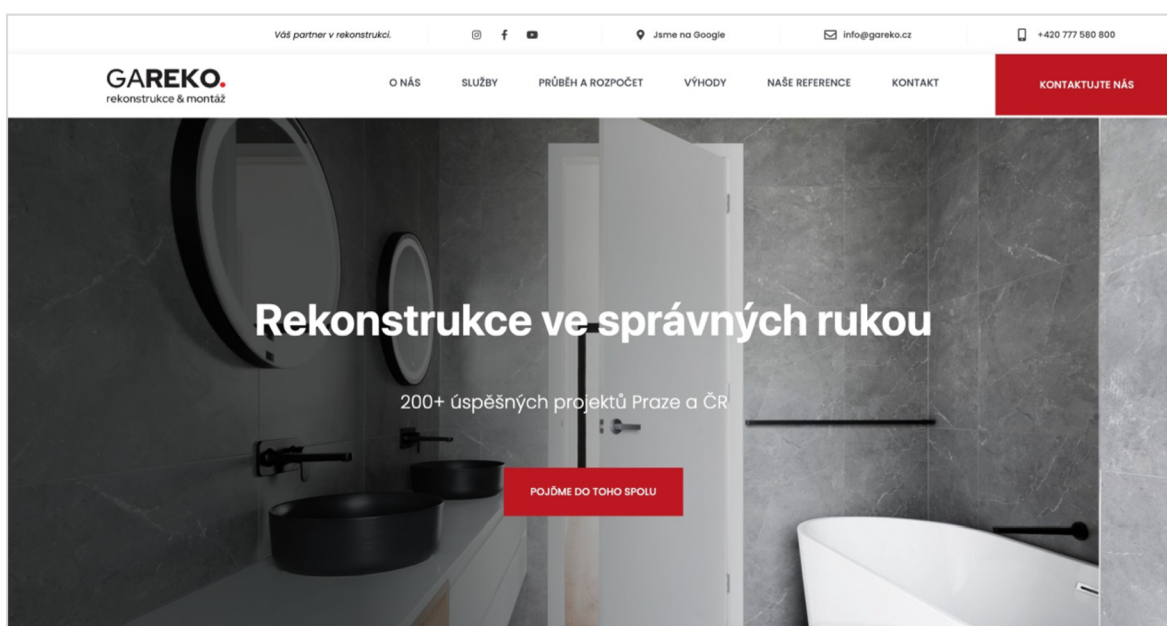 Váš partner v rekonstrukci.
Jsme na Google
info@gareko.cz
+420 777 580 800
GAREKO.
rekonstrukce & montáž
O NÁS
SLUŽBY
PRŮBĚH A ROZPOČET
VÝHODY
NAŠE REFERENCE
KONTAKT
KONTAKTUJTE NÁS
Rekonstrukce ve správných rukou
200+ úspěšných projektů Praze a ČR
POJĎME DO TOHO SPOLU